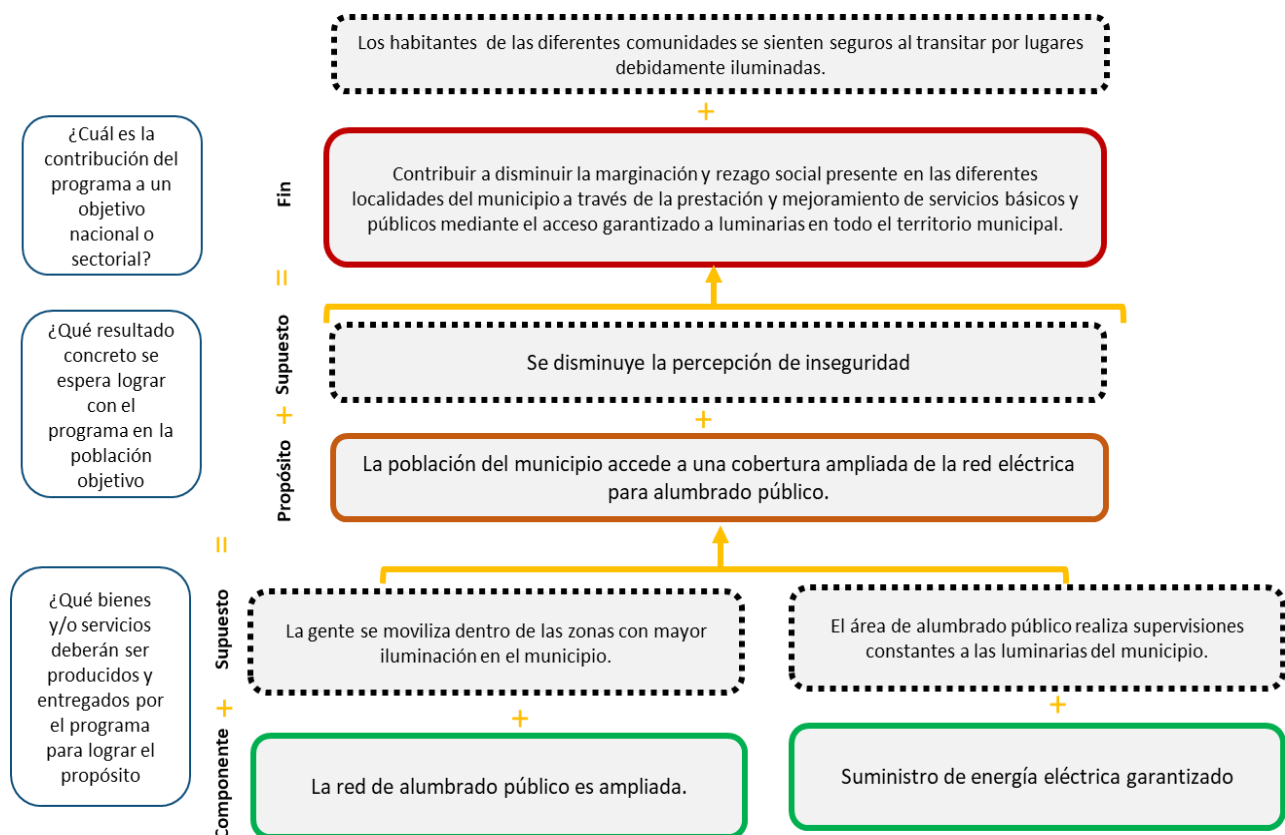 Los habitantes de las diferentes comunidades se sienten seguros al transitar por lugares
debidamente iluminadas.
+
¿Cuál es la
contribución del
programa a un
objetivo
nacional o
sectorial?
Fin
Contribuir a disminuir la marginación y rezago social presente en las diferentes
localidades del municipio a través de la prestación y mejoramiento de servicios básicos y
públicos mediante el acceso garantizado a luminarias en todo el territorio municipal.
=
¿Qué resultado
concreto se
espera lograr
con el
programa en la
población
objetivo
Supuesto
Se disminuye la percepción de inseguridad
+
+
Propósito
La población del municipio accede a una cobertura ampliada de la red eléctrica
para alumbrado público.
=
¿Qué bienes
y/o servicios
deberán ser
producidos y
entregados por
el programa
para lograr el
propósito
Supuesto
La gente se moviliza dentro de las zonas con mayor
iluminación en el municipio.
El área de alumbrado público realiza supervisiones
constantes a las luminarias del municipio.
+
+
+
Componente
La red de alumbrado público es ampliada.
Suministro de energía eléctrica garantizado